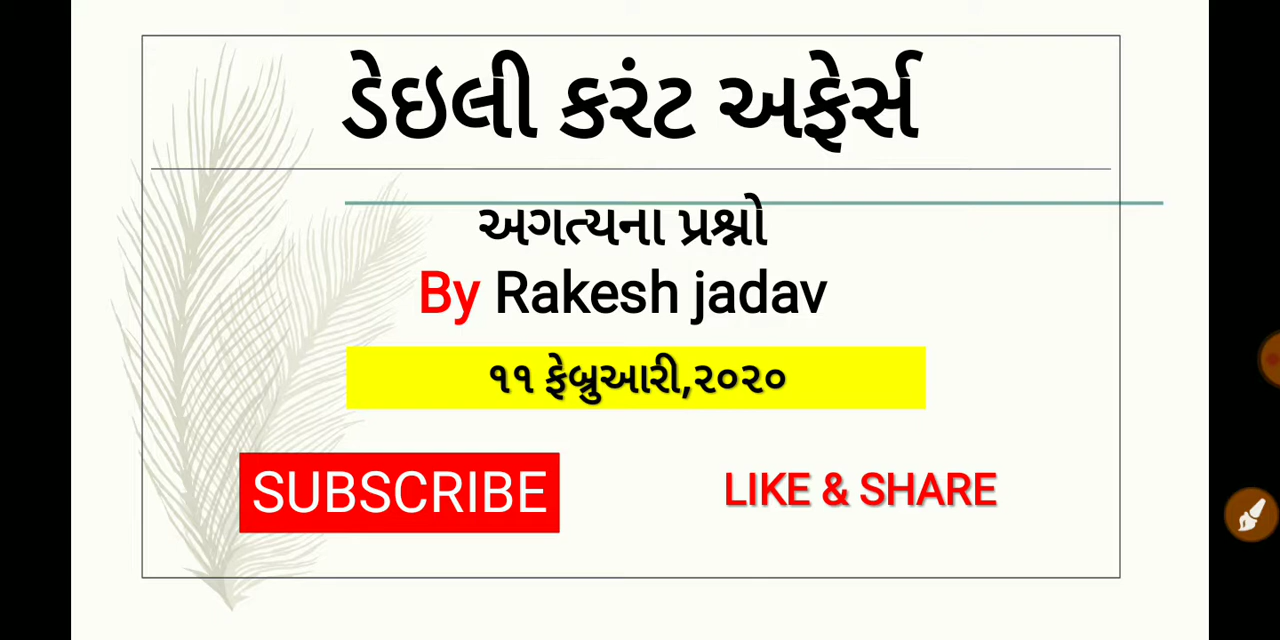 ડેઇલી કરંટ અફેર્સ
અગત્યના પ્રશ્નો
By Rakesh jadav
૧૧ ફેબ્રુઆરી,૨૦૨૦
SUBSCRIBE
LIKE & SHARE